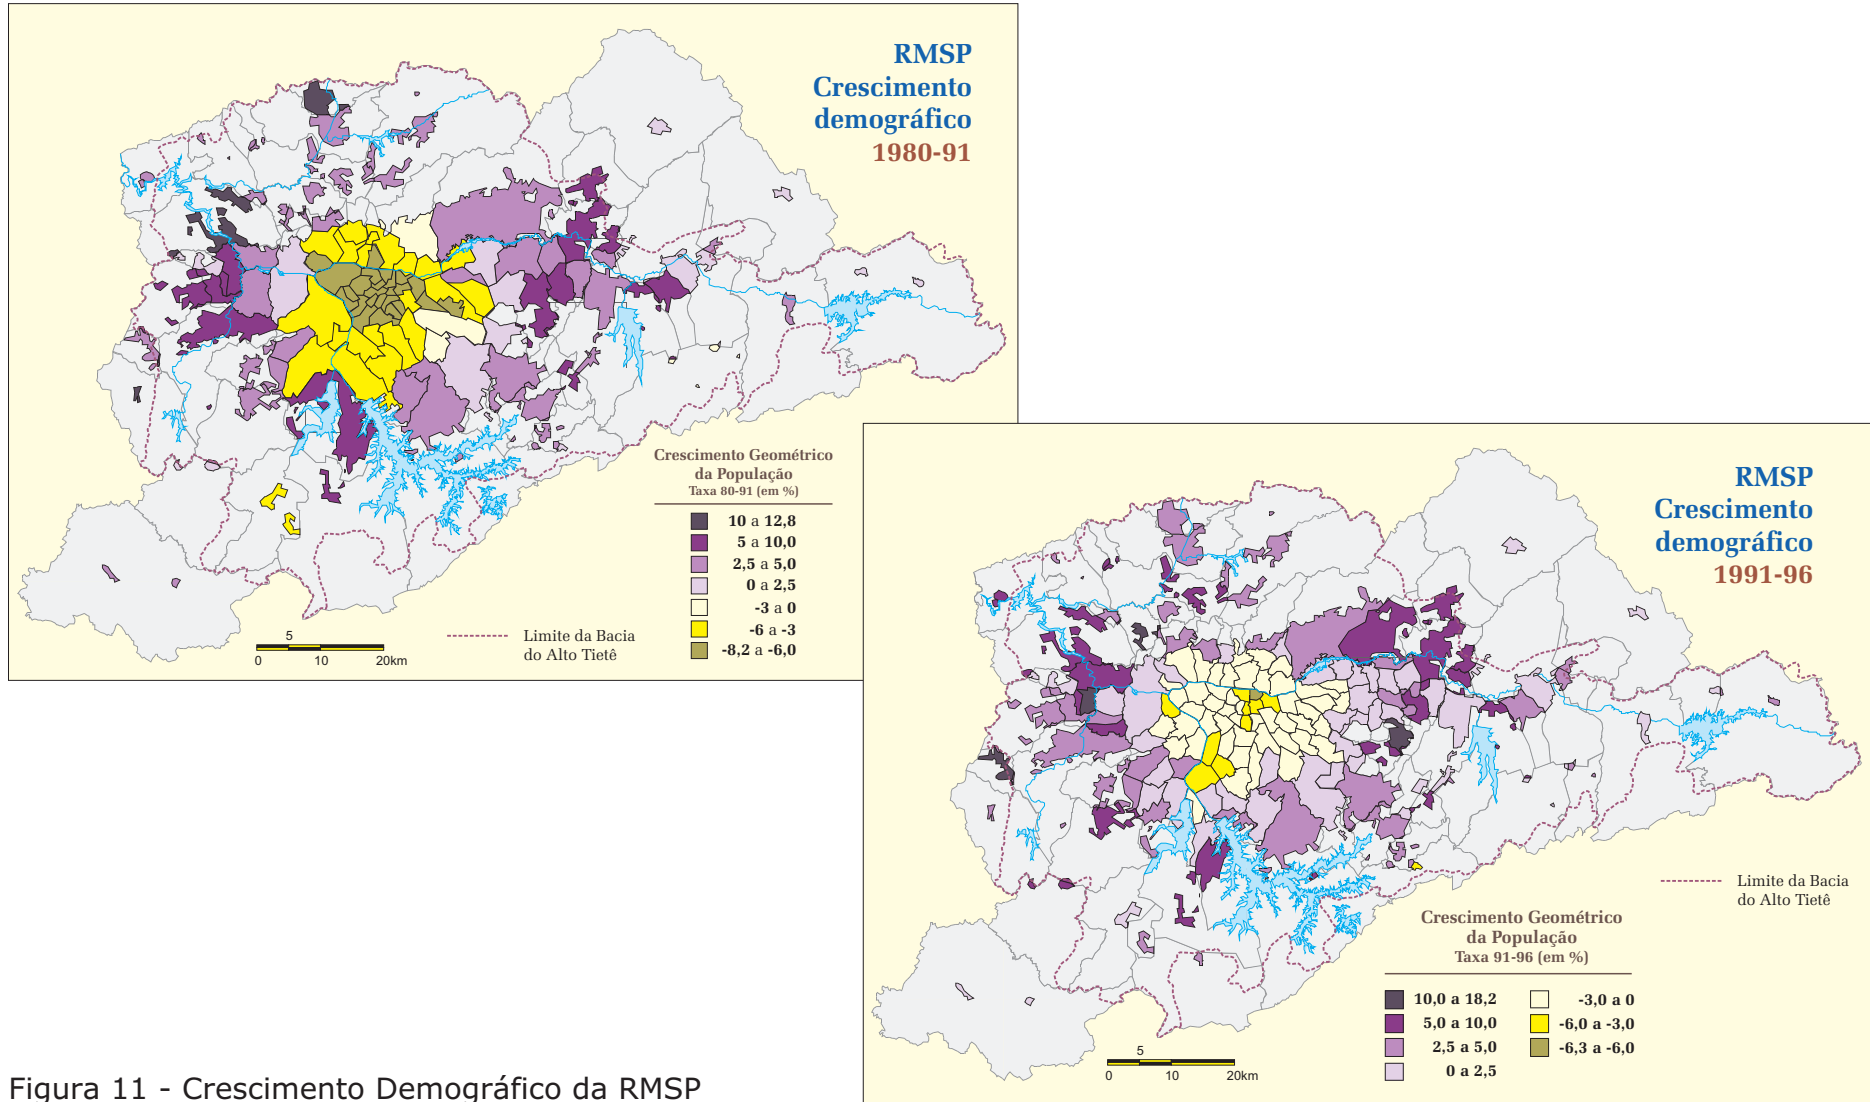 RMSP
Crescimento
demográfico
1980-91
Crescimento Geométrico
da População
Taxa 80-91 (em %)
10 a 12,8
5 a 10,0
2,5 a 5,0
0 a 2,5
-3 a 0
-6 a -3
-8,2 a -6,0
Limite da Bacia
do Alto Tietê
5
0 10 20km
RMSP
Crescimento
demográfico
1991-96
Limite da Bacia
do Alto Tietê
Crescimento Geométrico
da População
Taxa 91-96 (em %)
10,0 a 18,2 -3,0 a 0
5,0 a 10,0 -6,0 a -3,0
2,5 a 5,0 -6,3 a -6,0
0 a 2,5
5
0 10 20km
Figura 11 - Crescimento Demográfico da RMSP